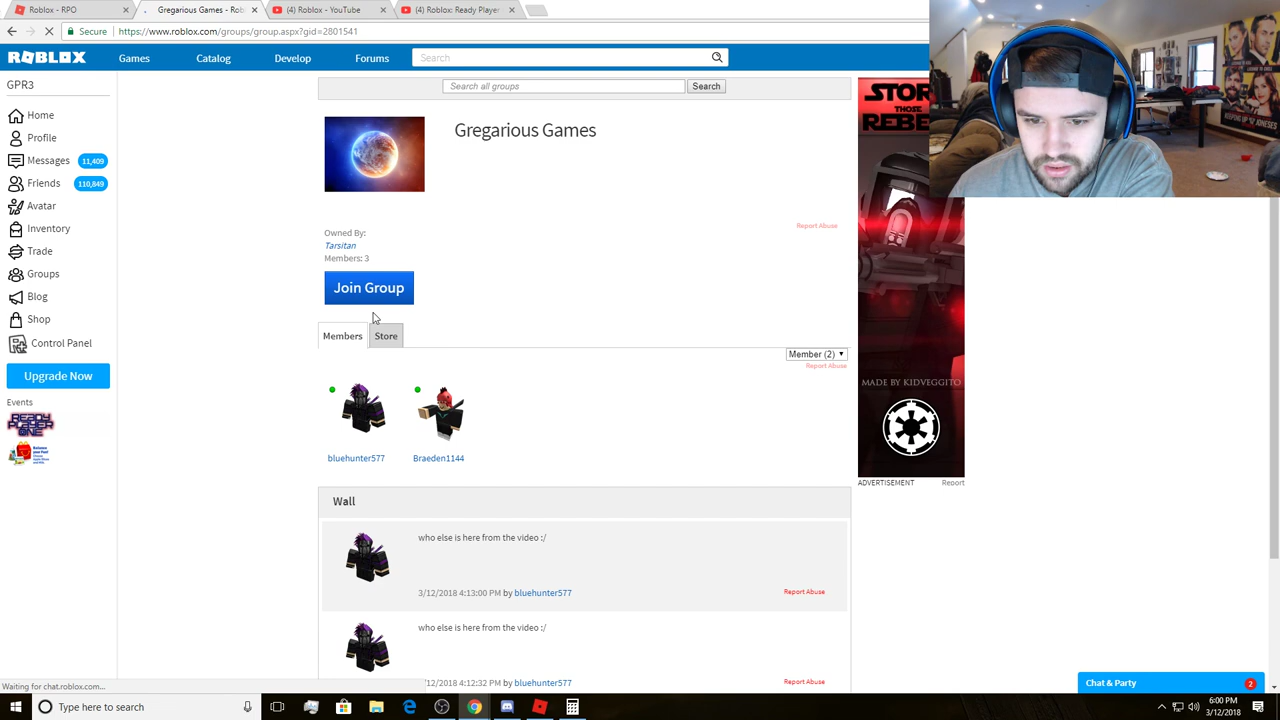 Roblox - RPO
Gregarious Games - Rob
(4) Roblox - YouTube
(4) Roblox: Ready Player
Secure
https://www.roblox.com/groups/group.aspx?gid=2801541
ROBLOX
Games
Catalog
Develop
Forums
Search
GPR3
Home
Profile
Messages 11,409
Friends 110,849
Avatar
Inventory
Trade
Groups
Blog
Shop
Control Panel
Upgrade Now
Events
READY
PLAYER
ONE
Search all groups
Search
Gregarious Games
Owned By:
Tarsitan
Members: 3
Report Abuse
Join Group
Members
Store
Member (2)
Report Abuse
bluehunter577
Braeden1144
Wall
who else is here from the video :/
3/12/2018 4:13:00 PM by bluehunter577
Report Abuse
who else is here from the video :/
/12/2018 4:12:32 PM by bluehunter577
Report Abuse
THOSE
MADE BY KIDVEGGITO
ADVERTISEMENT
Report
Waiting for chat.roblox.com...
Chat & Party 2
Type here to search
6:00 PM
3/12/2018